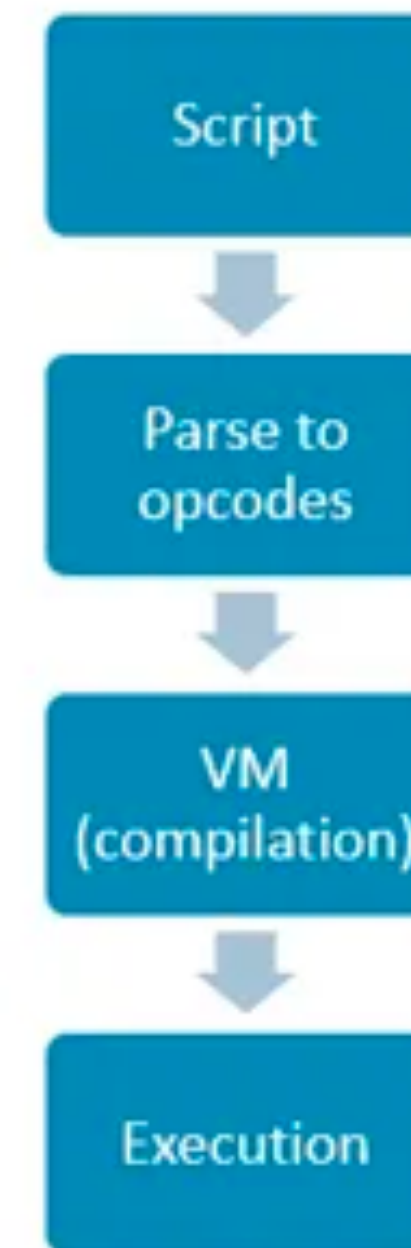 Script
Parse to
opcodes
VM
(compilation)
Execution